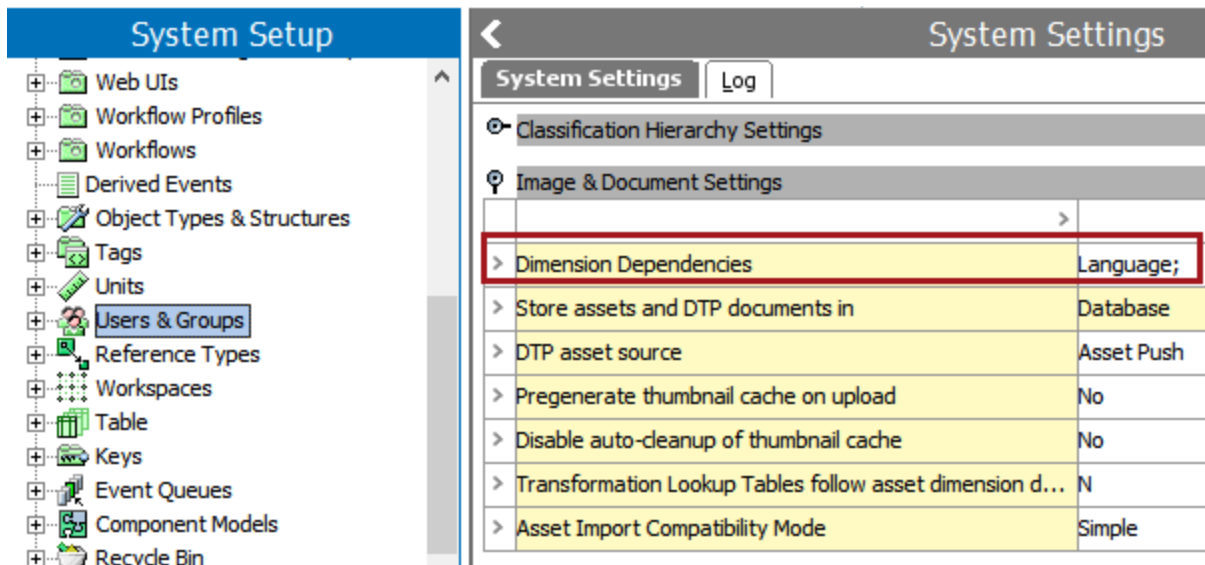 System Setup
Web UIs
Workflow Profiles
Workflows
Derived Events
Object Types & Structures
Tags
Units
Users & Groups
Reference Types
Workspaces
Table
Keys
Event Queues
Component Models
Recycle Bin
System Settings
System Settings Log
Classification Hierarchy Settings
Image & Document Settings
>
> Dimension Dependencies Language;
> Store assets and DTP documents in Database
> DTP asset source Asset Push
> Pregenerate thumbnail cache on upload No
> Disable auto-cleanup of thumbnail cache No
> Transformation Lookup Tables follow asset dimension d... N
> Asset Import Compatibility Mode Simple